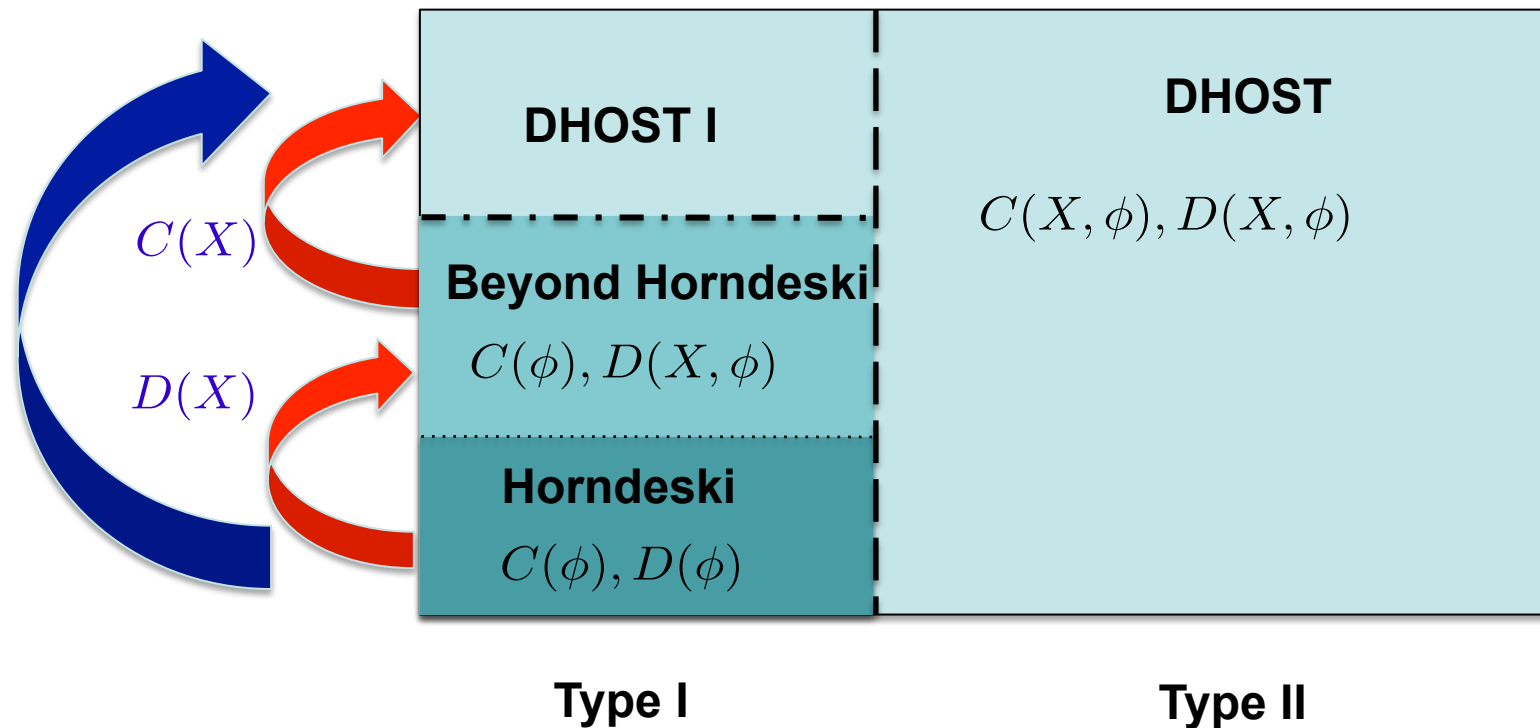 DHOST I
DHOST
C(X, ϕ), D(X, ϕ)
C(X)
Beyond Horndeski
C(ϕ), D(X, ϕ)
D(X)
Horndeski
C(ϕ), D(ϕ)
Type I
Type II